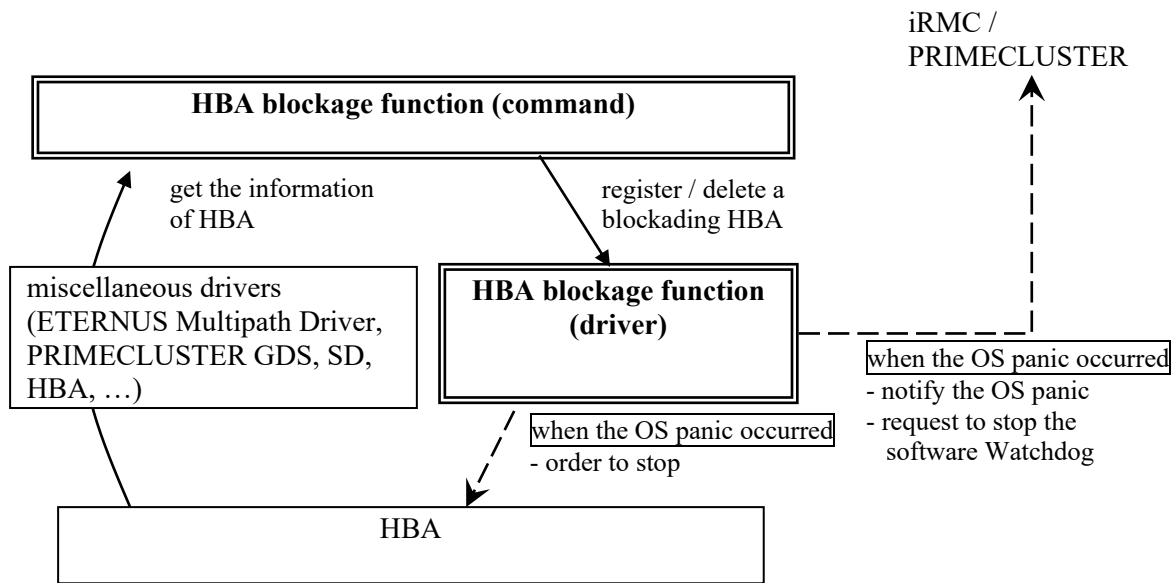 iRMC /
PRIMECLUSTER
HBA blockage function (command)
get the information
of HBA
register / delete a
blockading HBA
miscellaneous drivers
(ETERNUS Multipath Driver,
PRIMECLUSTER GDS, SD,
HBA, …)
HBA blockage function
(driver)
when the OS panic occurred
- notify the OS panic
- request to stop the
software Watchdog
when the OS panic occurred
- order to stop
HBA